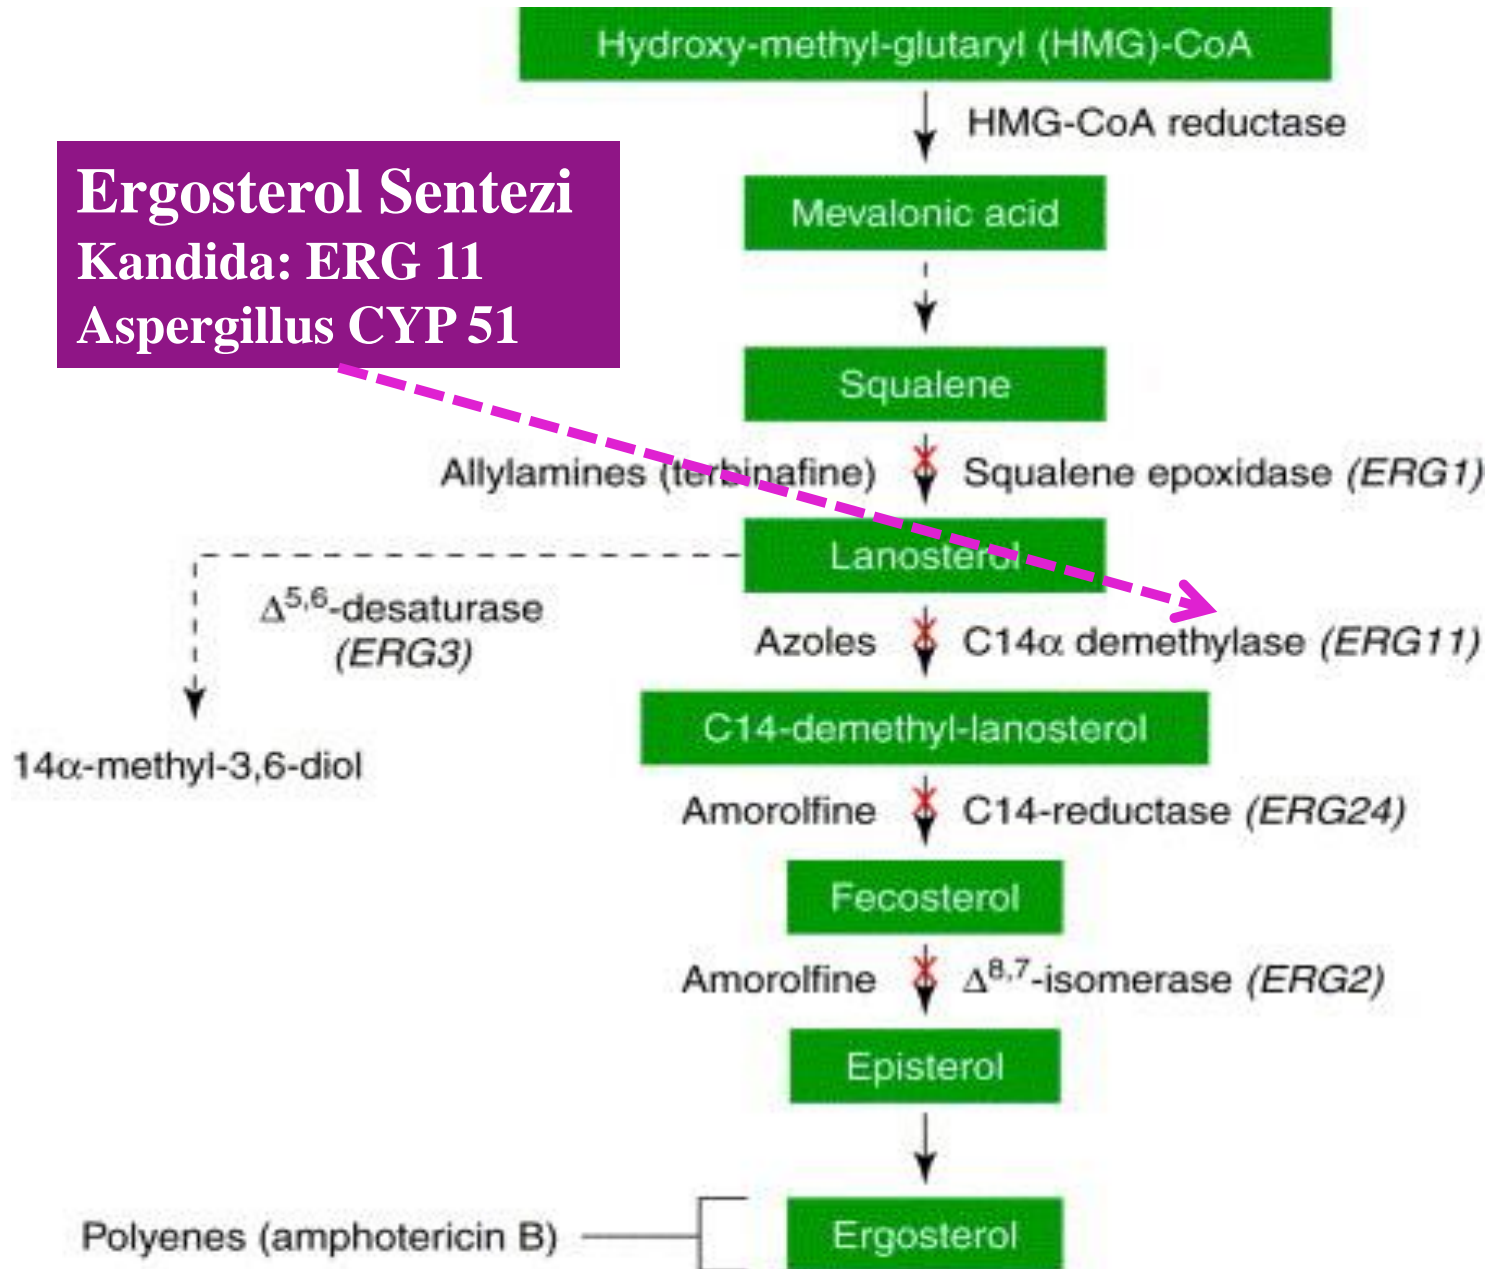 Hydroxy-methyl-glutaryl (HMG)-CoA
HMG-CoA reductase
Ergosterol Sentezi
Kandida: ERG 11
Aspergillus CYP 51
Mevalonic acid
Squalene
Allylamines (terbinafine)
Squalene epoxidase (ERG1)
Lanosterol
Δ5,6-desaturase
(ERG3)
Azoles
C14α demethylase (ERG11)
C14-demethyl-lanosterol
14α-methyl-3,6-diol
Amorolfine
C14-reductase (ERG24)
Fecosterol
Amorolfine
Δ8,7-isomerase (ERG2)
Episterol
Polyenes (amphotericin B)
Ergosterol